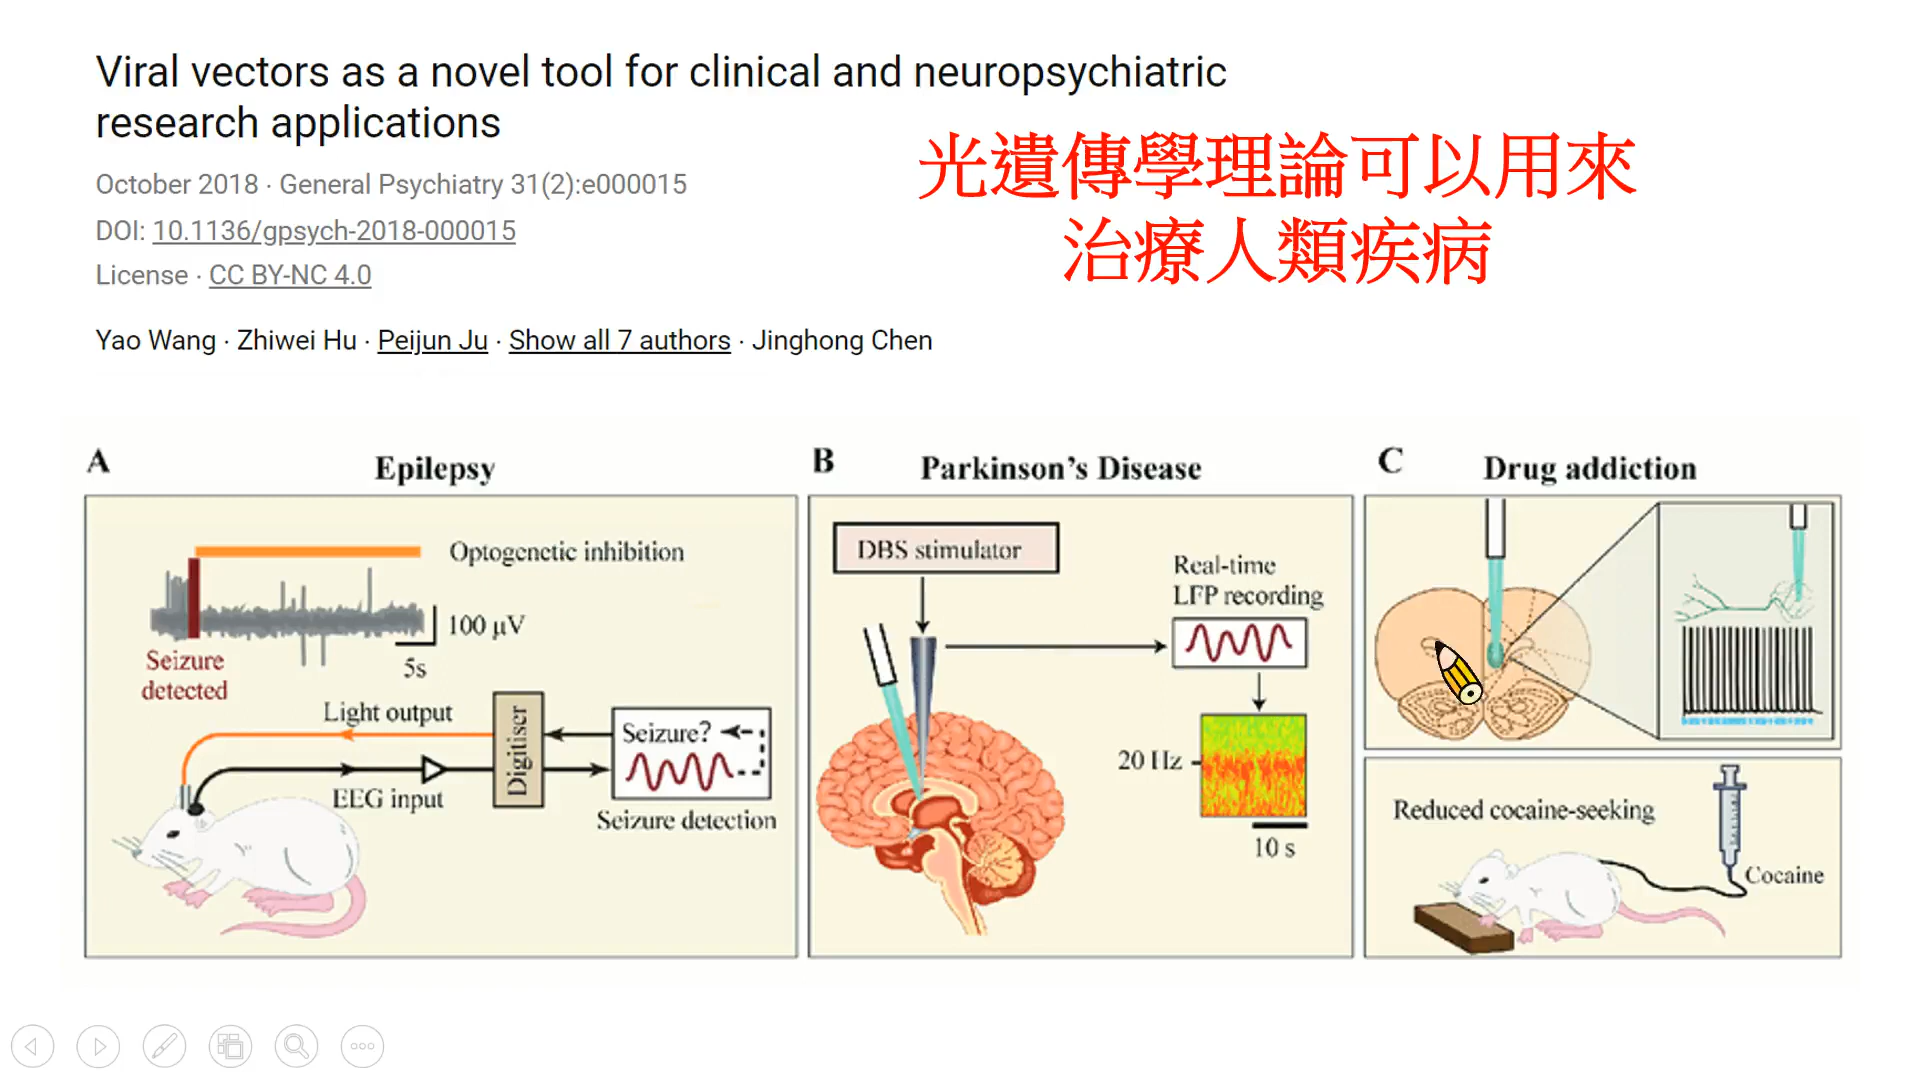 Viral vectors as a novel tool for clinical and neuropsychiatric
research applications
October 2018 · General Psychiatry 31(2):e000015
DOI: 10.1136/gpsych-2018-000015
License · CC BY-NC 4.0
Yao Wang · Zhiwei Hu · Peijun Ju · Show all 7 authors · Jinghong Chen
光遺傳學理論可以用來
治療人類疾病
A
Epilepsy
Optogenetic inhibition
100 μV
5s
Seizure
detected
Light output
EEG input
Digitiser
Seizure?
Seizure detection
B
Parkinson's Disease
DBS stimulator
Real-time
LFP recording
20 Hz
10 s
C
Drug addiction
Reduced cocaine-seeking
Cocaine